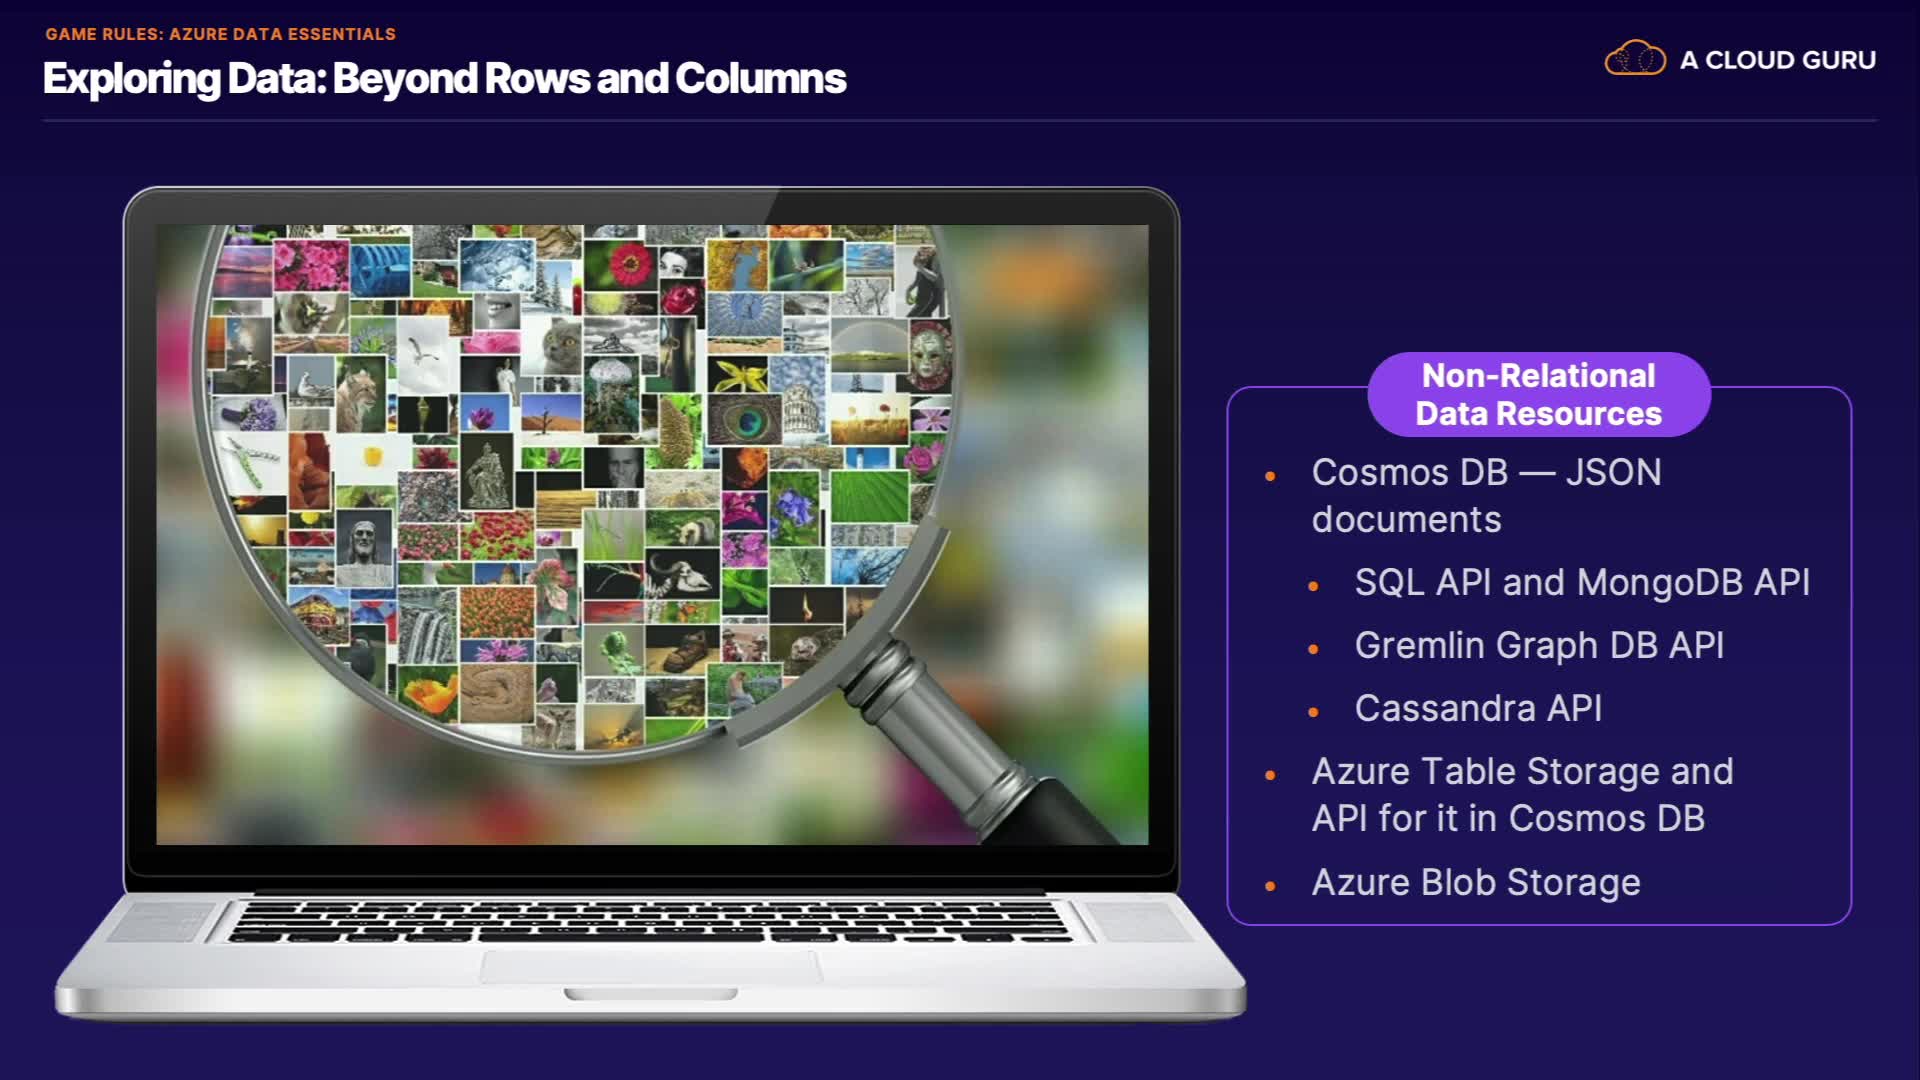 GAME RULES: AZURE DATA ESSENTIALS
Exploring Data: Beyond Rows and Columns
A CLOUD GURU
Non-Relational
Data Resources
• Cosmos DB — JSON
documents
• SQL API and MongoDB API
• Gremlin Graph DB API
• Cassandra API
• Azure Table Storage and
API for it in Cosmos DB
• Azure Blob Storage